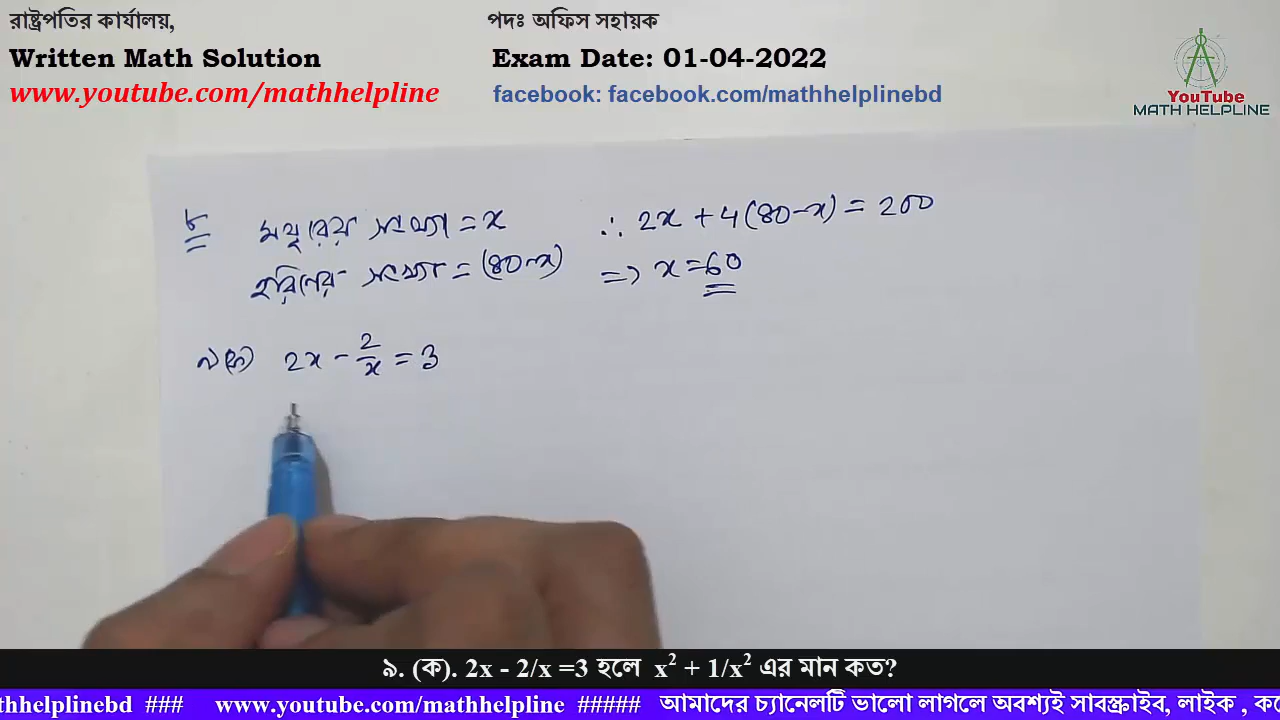 রাষ্ট্রপতির কার্যালয়,
পদঃ অফিস সহায়ক
Written Math Solution
Exam Date: 01-04-2022
www.youtube.com/mathhelpline
facebook: facebook.com/mathhelplinebd
YouTube
MATH HELPLINE
৮ ময়ূরের সংখ্যা = x ∴ 2x + 4(80-x) = 200
হরিণের সংখ্যা = (80-x) => x = 60
৯(ক) 2x - 2/x = 3
৯. (ক). 2x - 2/x =3 হলে x² + 1/x² এর মান কত?
hhelplinebd ### www.youtube.com/mathhelpline ##### আমাদের চ্যানেলটি ভালো লাগলে অবশ্যই সাবস্ক্রাইব, লাইক ,